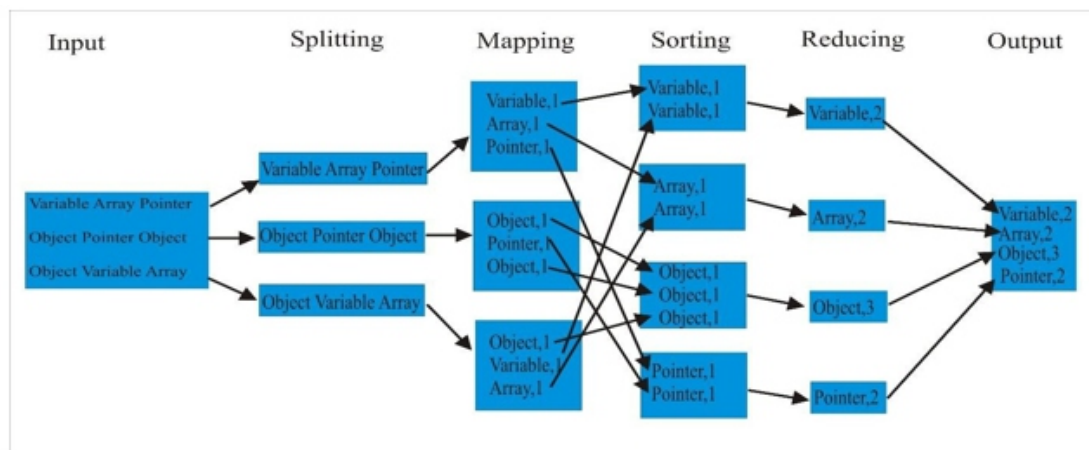 Input
Splitting
Mapping
Sorting
Reducing
Output
Variable Array Pointer
Object Pointer Object
Object Variable Array
Variable Array Pointer
Object Pointer Object
Object Variable Array
Variable,1
Array,1
Pointer,1
Object,1
Pointer,1
Object,1
Object,1
Variable,1
Array,1
Variable,1
Variable,1
Array,1
Array,1
Object,1
Object,1
Object,1
Pointer,1
Pointer,1
Variable,2
Array,2
Object,3
Pointer,2
Variable,2
Array,2
Object,3
Pointer,2